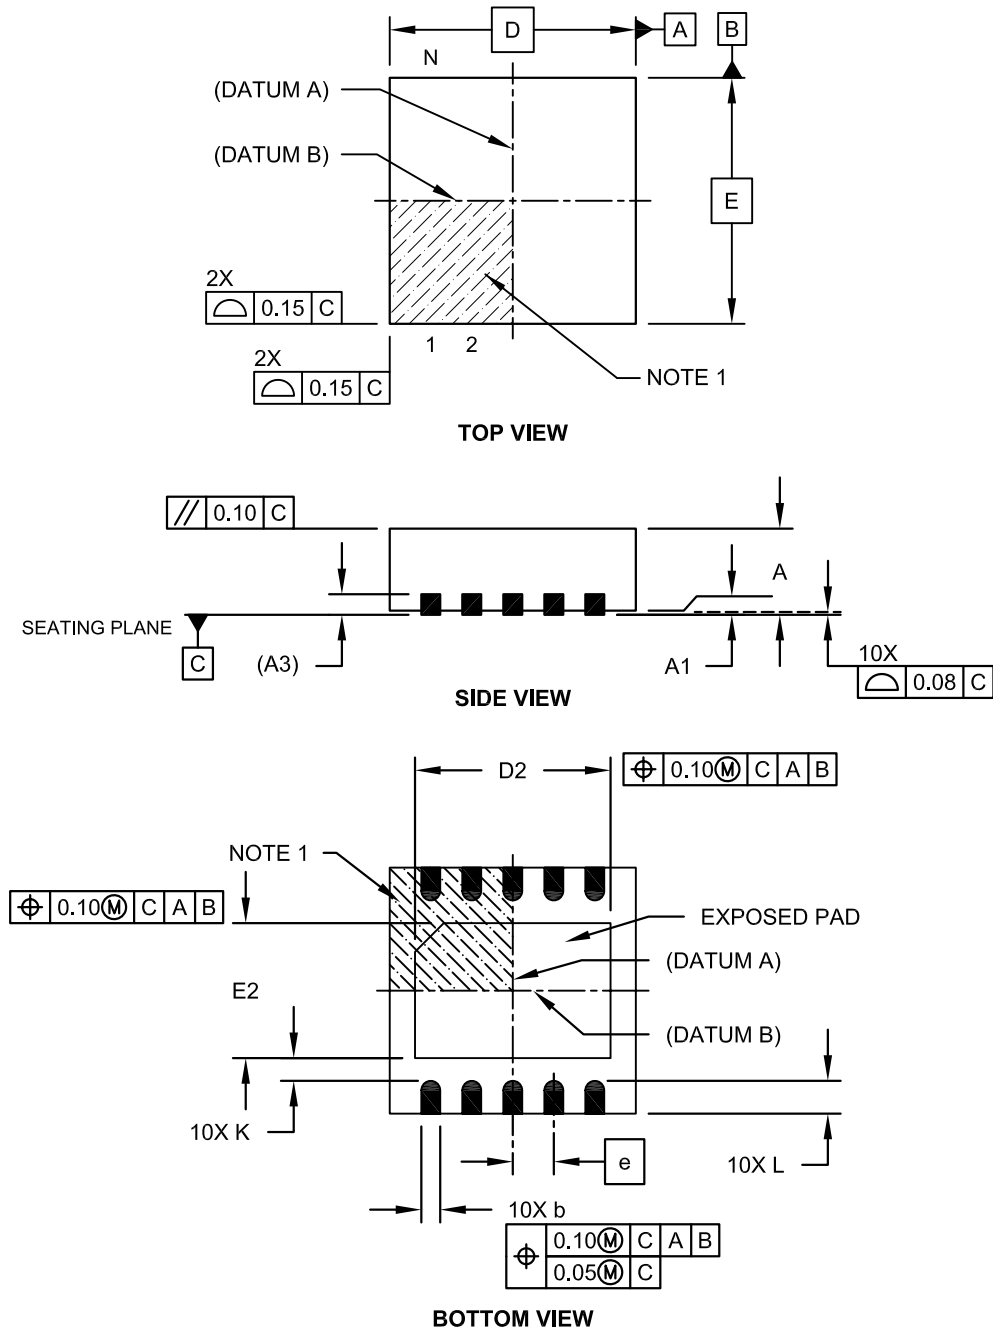 D
A
B
N
(DATUM A)
(DATUM B)
E
2X
0.15 C
1 2
2X
0.15 C
NOTE 1
TOP VIEW
// 0.10 C
A
SEATING PLANE
C
(A3)
A1
10X
0.08 C
SIDE VIEW
D2
0.10 Ⓜ C A B
NOTE 1
0.10 Ⓜ C A B
EXPOSED PAD
(DATUM A)
E2
(DATUM B)
10X K
e
10X L
10X b
0.10 Ⓜ C A B
0.05 Ⓜ C
BOTTOM VIEW